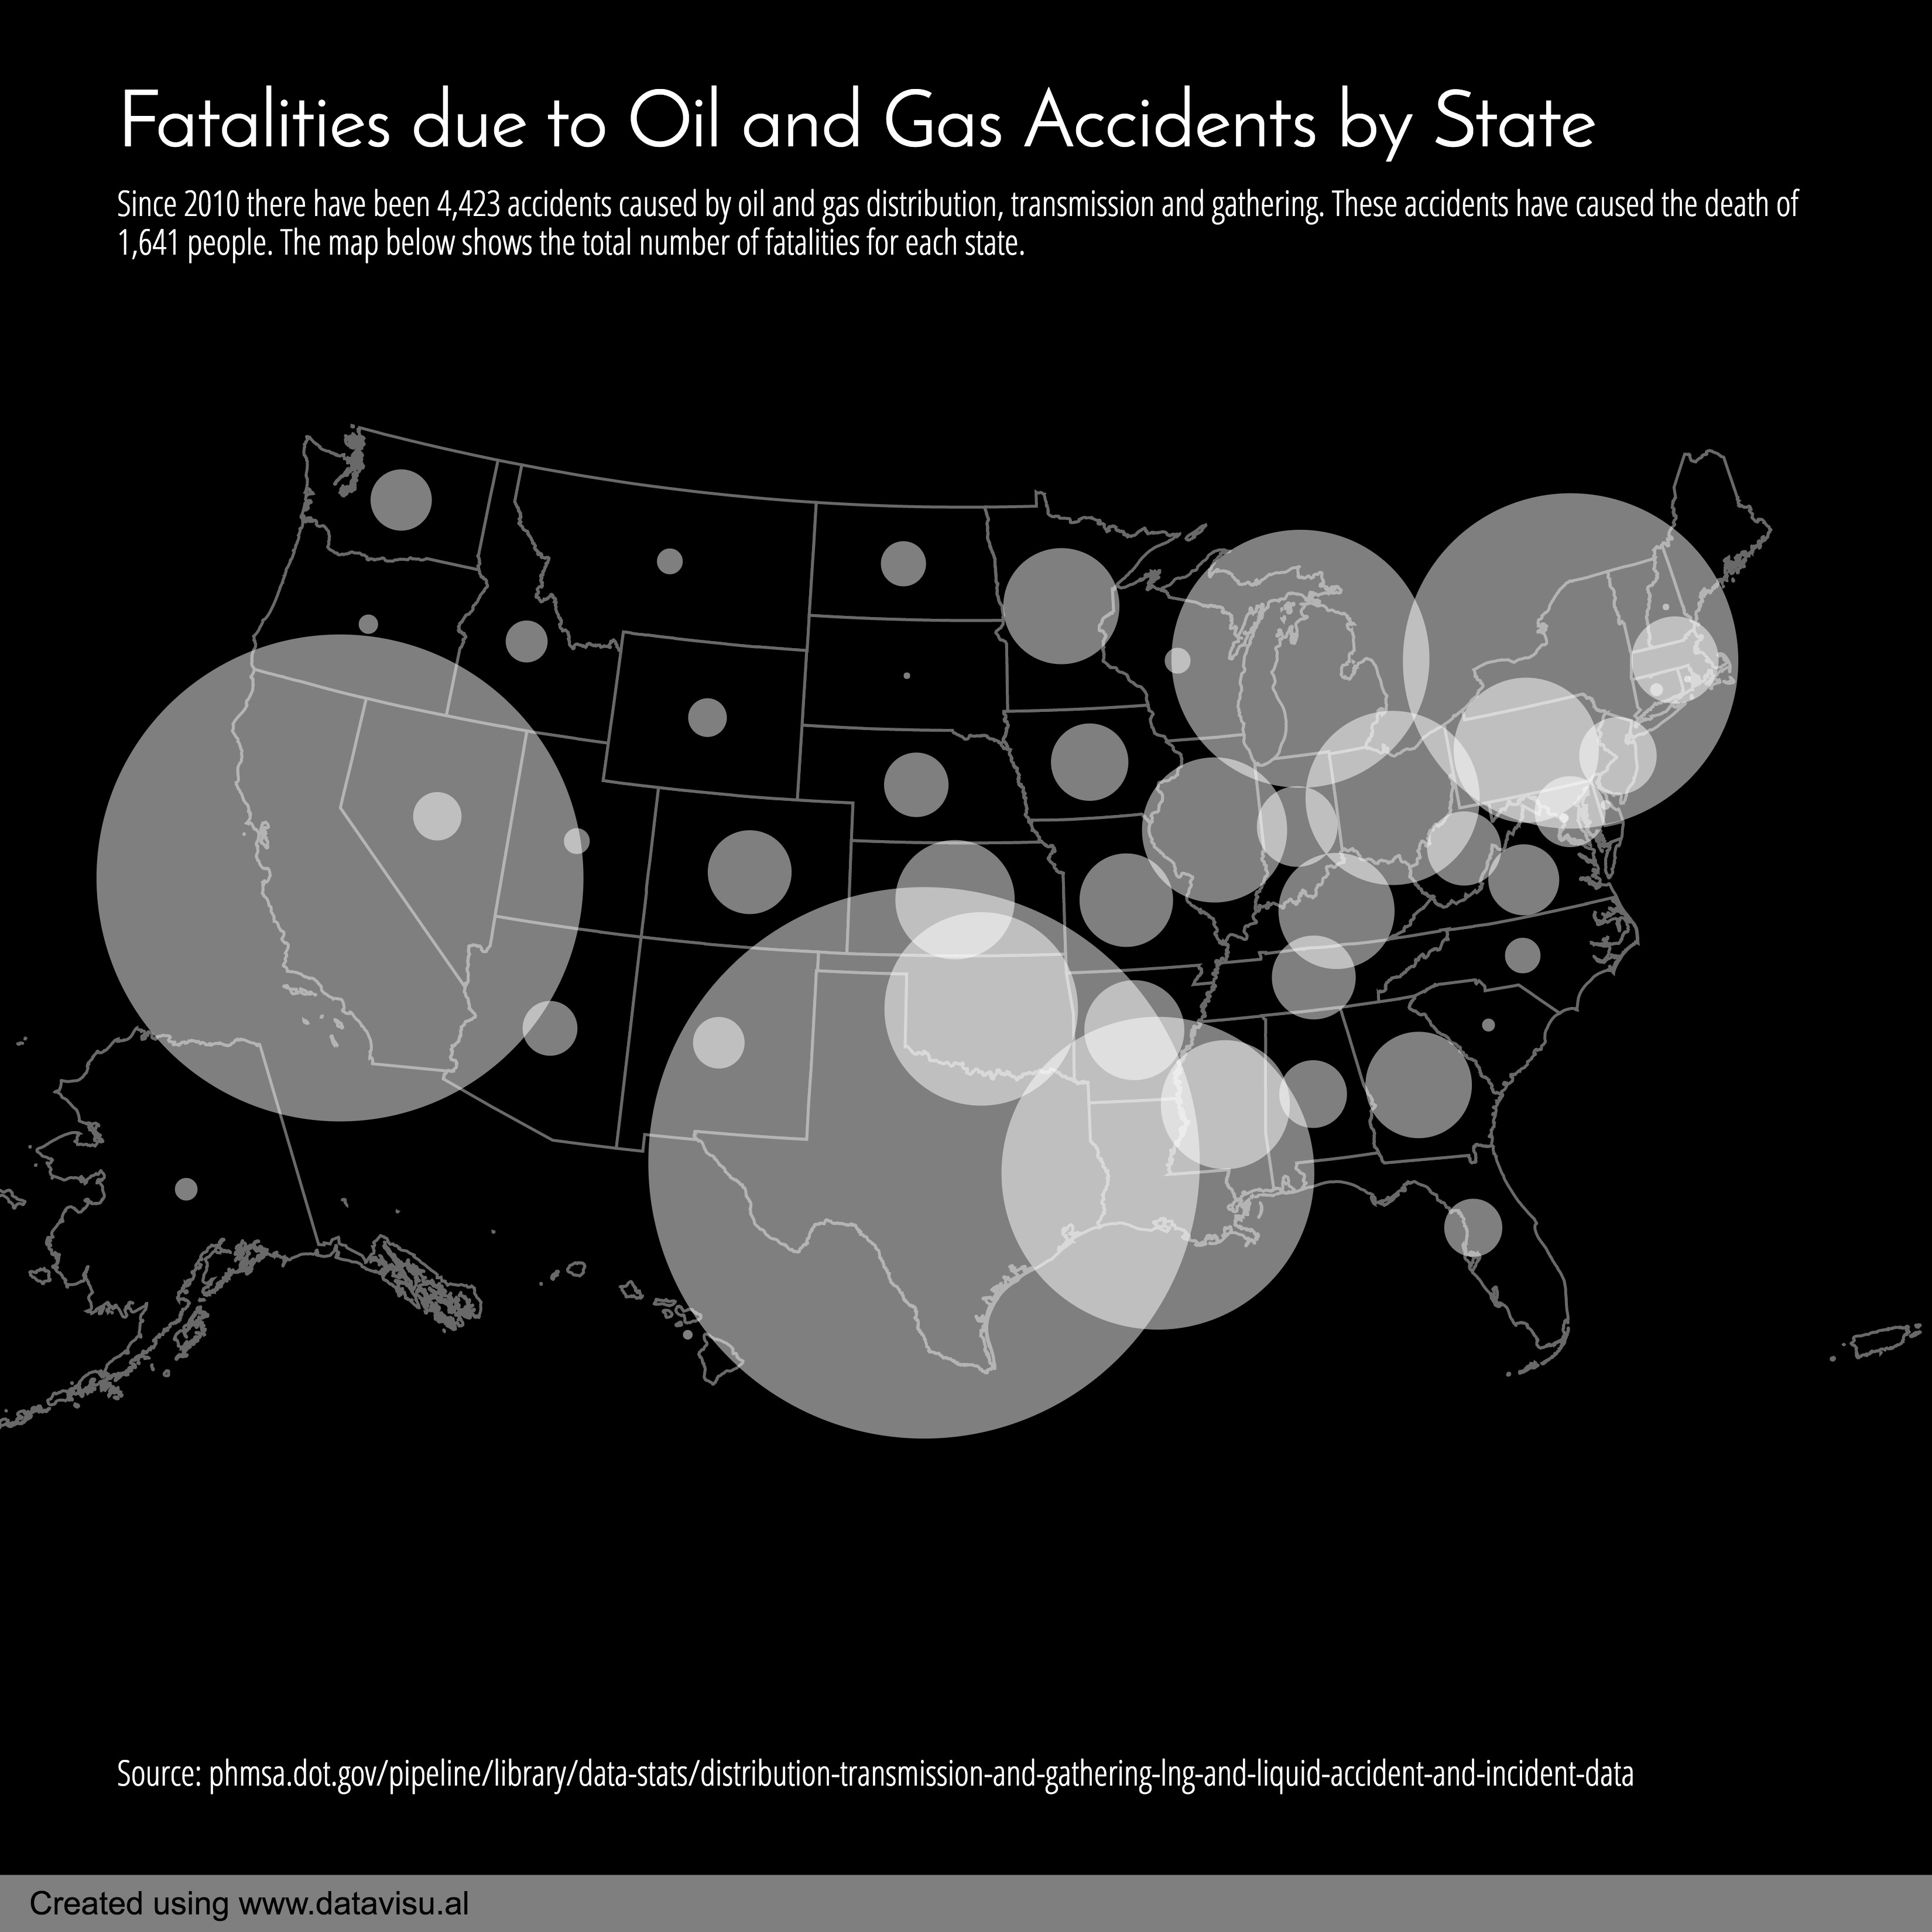 Fatalities due to Oil and Gas Accidents by State
Since 2010 there have been 4,423 accidents caused by oil and gas distribution, transmission and gathering. These accidents have caused the death of
1,641 people. The map below shows the total number of fatalities for each state.
Source: phmsa.dot.gov/pipeline/library/data-stats/distribution-transmission-and-gathering-lng-and-liquid-accident-and-incident-data
Created using www.datavisu.al